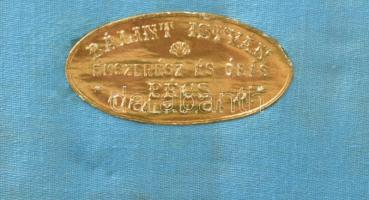 BÁLINT ISTVÁN
ÉKSZERÉSZ ÉS ÓRÁS
PÉCS
darabanth